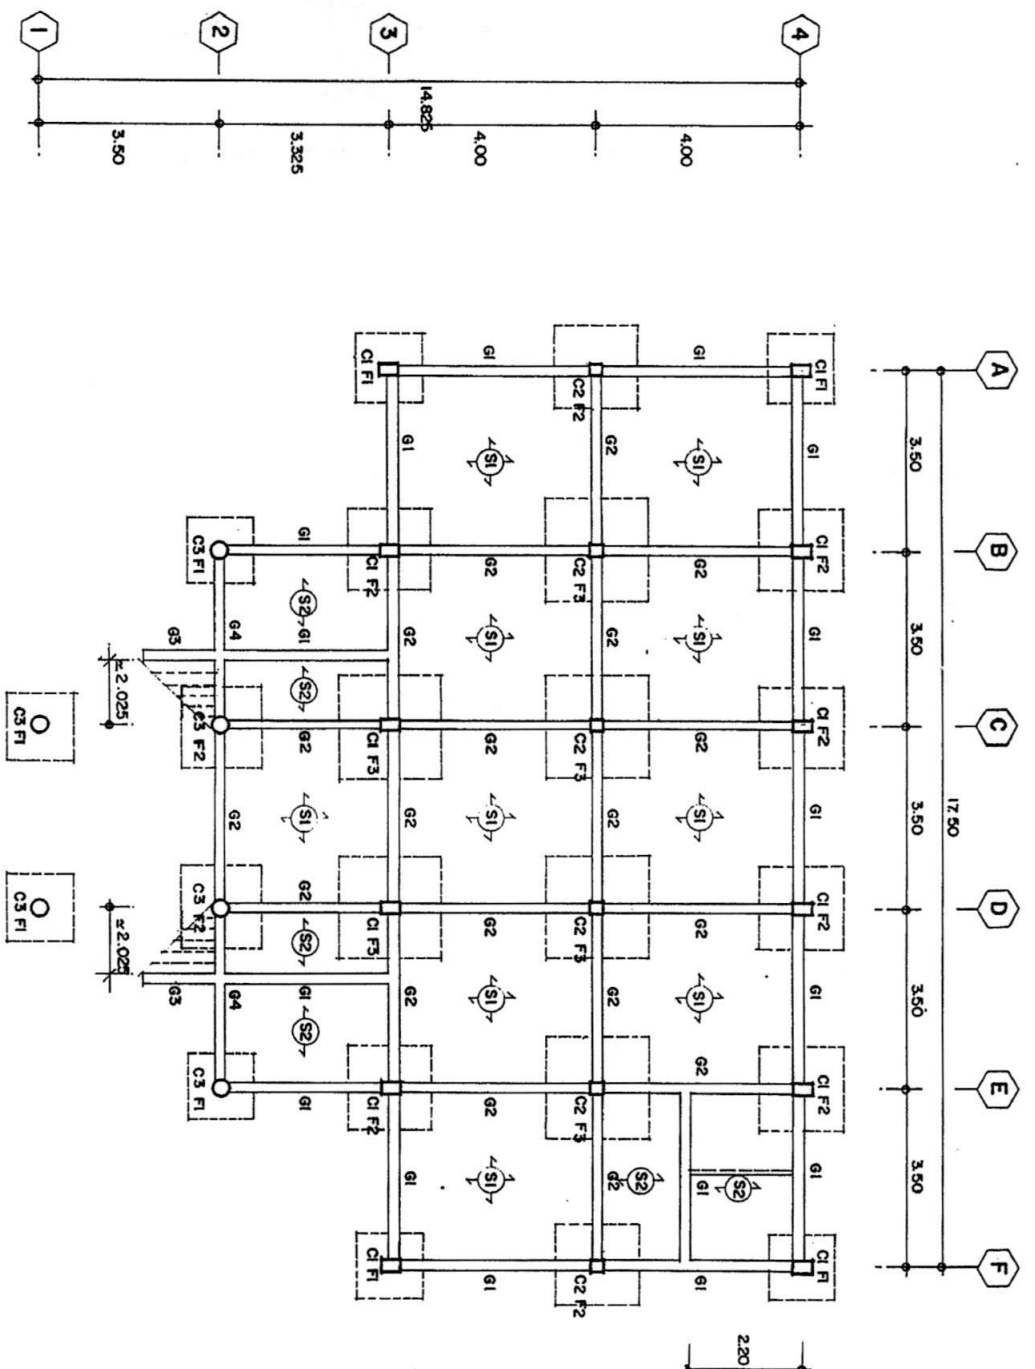 A B C D E F
17.50
3.50 3.50 3.50 3.50 3.50
C1 F1 C1 F2 C1 F2 C1 F2 C1 F2 C1 F1
G1 G1 G1 G1 G1
4
S2 2.20
G1 S1 G2 S1 G2 S1 G2 S1 G2 G1 G1
4.00
S2
G2 G2 G2 G2 G2
C2 F2 C2 F3 C2 F3 C2 F3 C2 F3 C2 F2
4.00
G1 S1 G2 S1 G2 S1 G2 S1 G2 S1 G1
14.825
G1 G2 G2 G2 G1
3
C1 F1 C1 F2 C1 F3 C1 F3 C1 F2 C1 F1
3.325
G1 S2 G1 S2 G2 S1 G2 S2 G1 S2 G1
G4 G2 G4
2
C3 F1 C3 F2 C3 F2 C3 F1
G3 G3
3.50
≈2.025 ≈2.025
1
C3 F1 C3 F1